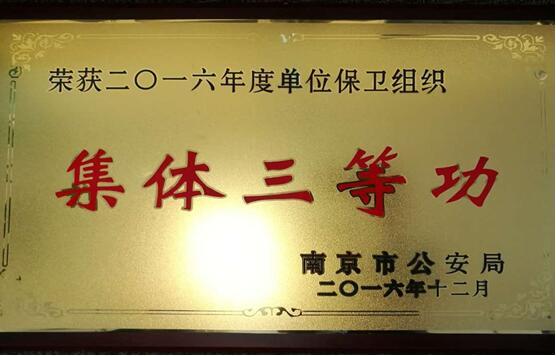 荣获二〇一六年度单位保卫组织
集体三等功
南京市公安局
二〇一六年十二月